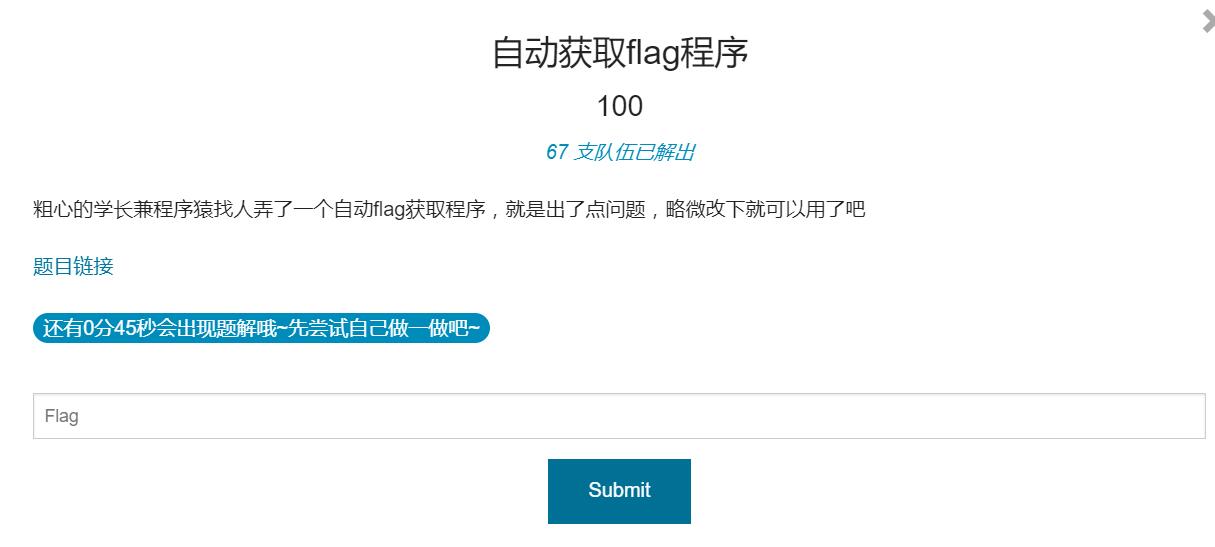 自动获取flag程序
100
67 支队伍已解出
粗心的学长兼程序猿找人弄了一个自动flag获取程序，就是出了点问题，略微改下就可以用了吧
题目链接
还有0分45秒会出现题解哦~先尝试自己做一做吧~
Flag
Submit